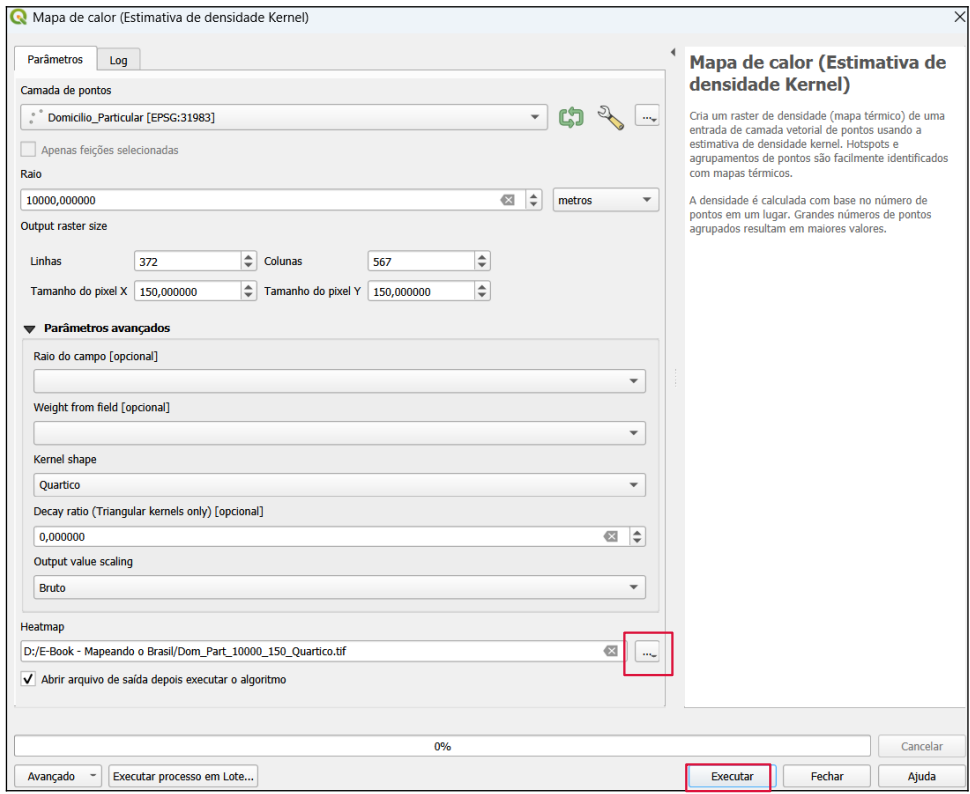 Mapa de calor (Estimativa de densidade Kernel)
Parâmetros
Log
Camada de pontos
Domicilio_Particular [EPSG:31983]
...
Apenas feições selecionadas
Raio
10000,000000
metros
Output raster size
Linhas
372
Colunas
567
Tamanho do pixel X
150,000000
Tamanho do pixel Y
150,000000
Parâmetros avançados
Raio do campo [opcional]
Weight from field [opcional]
Kernel shape
Quartico
Decay ratio (Triangular kernels only) [opcional]
0,000000
Output value scaling
Bruto
Heatmap
D:/E-Book - Mapeando o Brasil/Dom_Part_10000_150_Quartico.tif
...
Abrir arquivo de saída depois executar o algoritmo
Mapa de calor (Estimativa de
densidade Kernel)
Cria um raster de densidade (mapa térmico) de uma
entrada de camada vetorial de pontos usando a
estimativa de densidade kernel. Hotspots e
agrupamentos de pontos são facilmente identificados
com mapas térmicos.
A densidade é calculada com base no número de
pontos em um lugar. Grandes números de pontos
agrupados resultam em maiores valores.
0%
Cancelar
Avançado
Executar processo em Lote...
Executar
Fechar
Ajuda